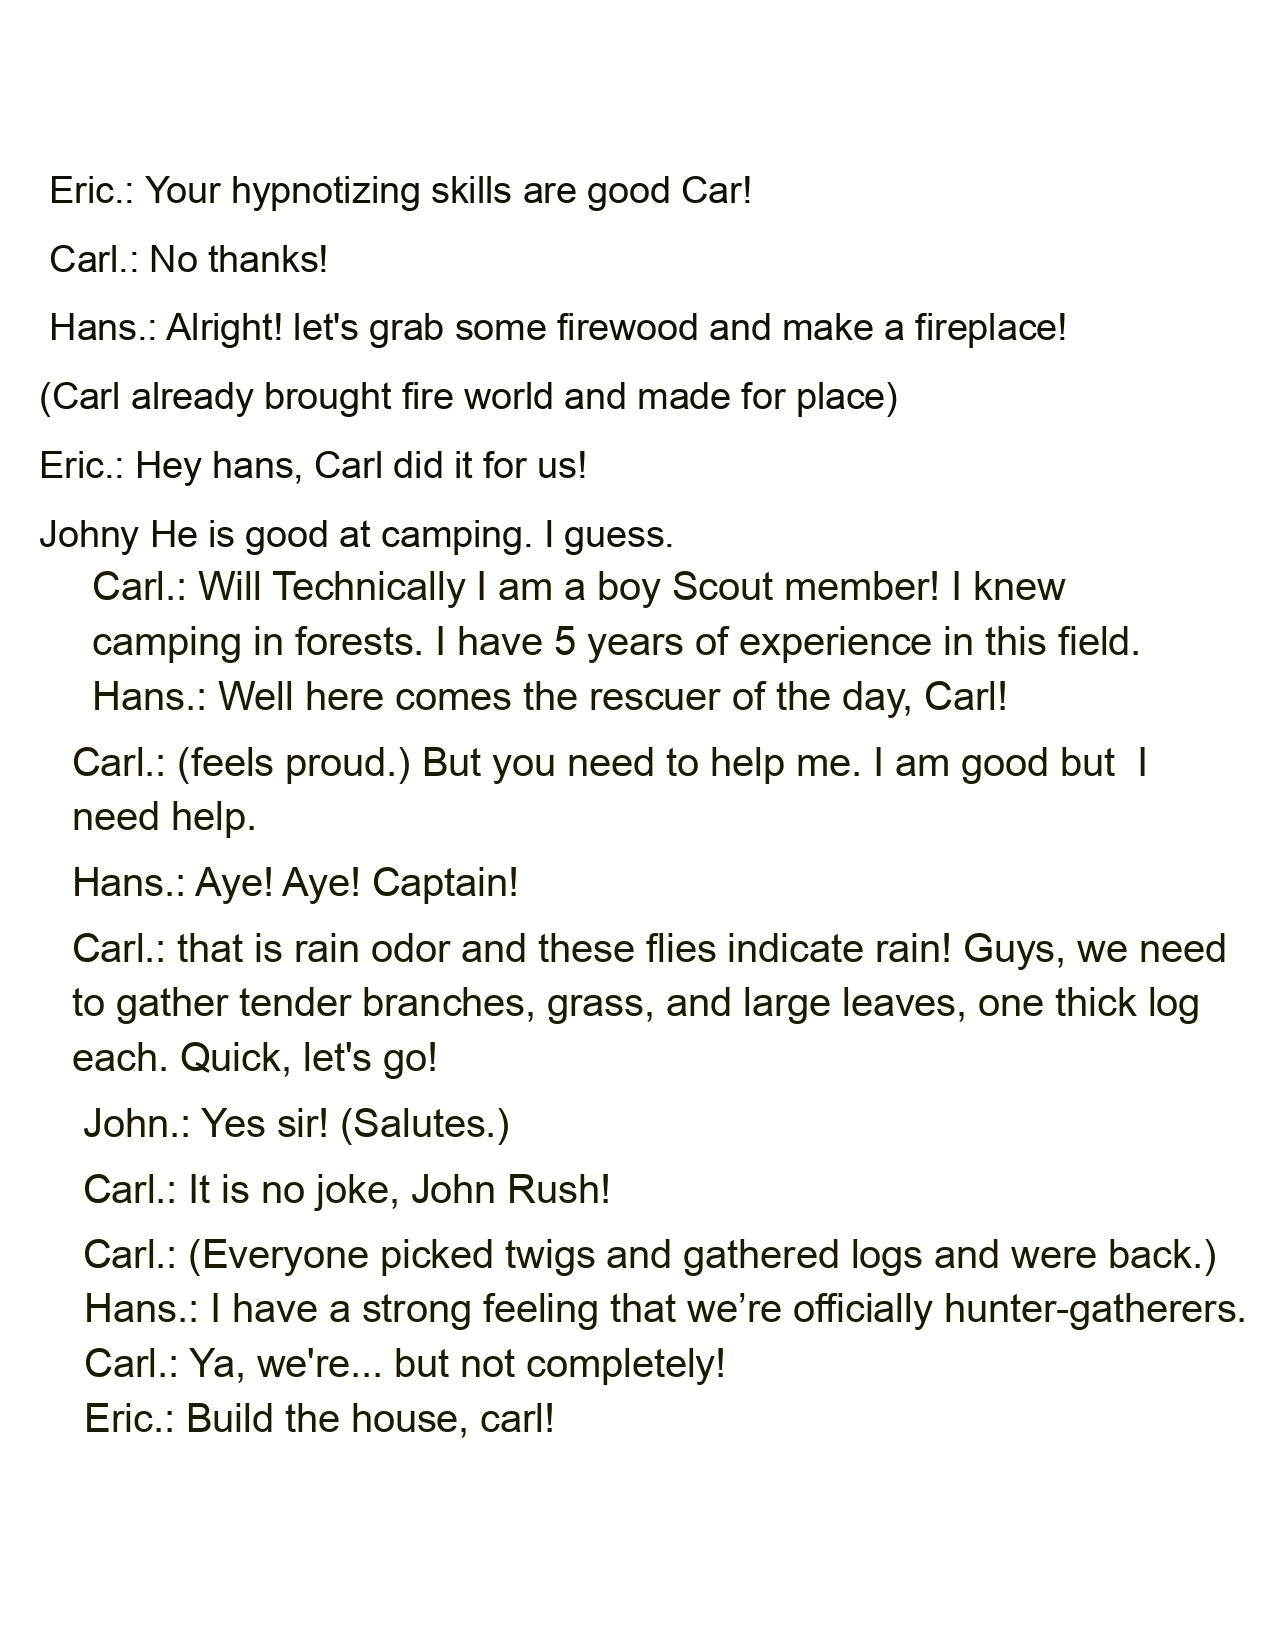 Eric.: Your hypnotizing skills are good Car!
Carl.: No thanks!
Hans.: Alright! let's grab some firewood and make a fireplace!
(Carl already brought fire world and made for place)
Eric.: Hey hans, Carl did it for us!
Johny He is good at camping. I guess.
Carl.: Will Technically I am a boy Scout member! I knew
camping in forests. I have 5 years of experience in this field.
Hans.: Well here comes the rescuer of the day, Carl!
Carl.: (feels proud.) But you need to help me. I am good but  I
need help.
Hans.: Aye! Aye! Captain!
Carl.: that is rain odor and these flies indicate rain! Guys, we need
to gather tender branches, grass, and large leaves, one thick log
each. Quick, let's go!
John.: Yes sir! (Salutes.)
Carl.: It is no joke, John Rush!
Carl.: (Everyone picked twigs and gathered logs and were back.)
Hans.: I have a strong feeling that we’re officially hunter-gatherers.
Carl.: Ya, we're... but not completely!
Eric.: Build the house, carl!